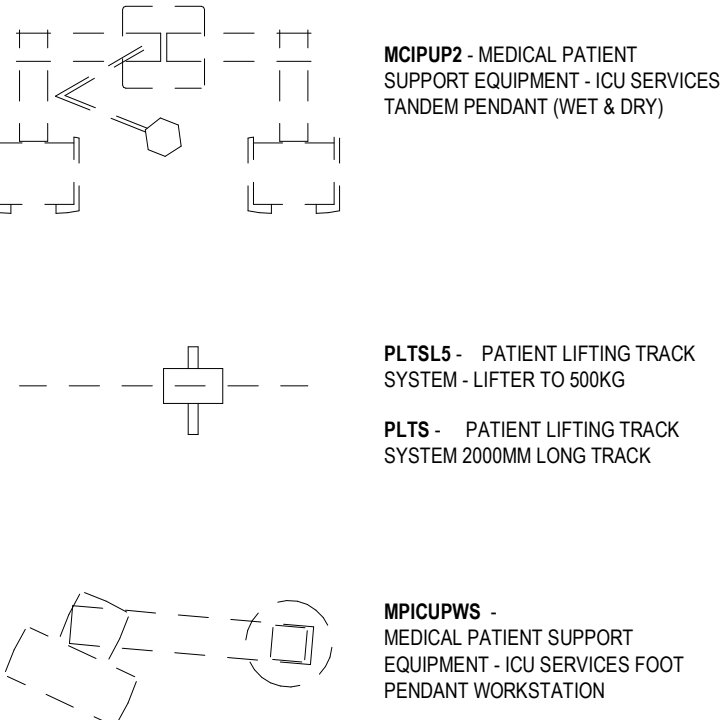 MCIPUP2 - MEDICAL PATIENT
SUPPORT EQUIPMENT - ICU SERVICES
TANDEM PENDANT (WET & DRY)
PLTSL5 - PATIENT LIFTING TRACK
SYSTEM - LIFTER TO 500KG
PLTS - PATIENT LIFTING TRACK
SYSTEM 2000MM LONG TRACK
MPICUPWS -
MEDICAL PATIENT SUPPORT
EQUIPMENT - ICU SERVICES FOOT
PENDANT WORKSTATION